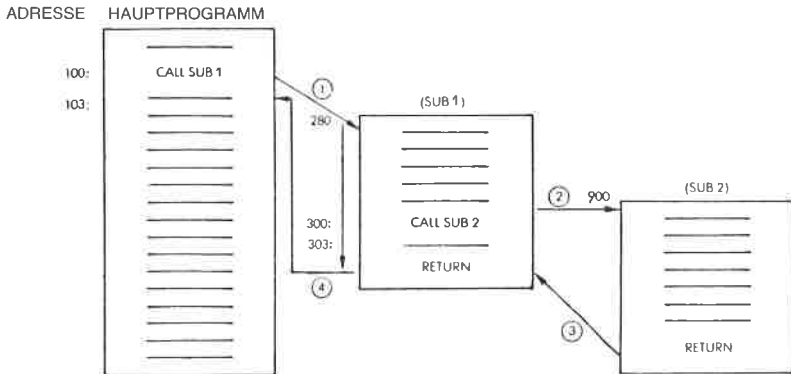 ADRESSE HAUPTPROGRAMM
100: CALL SUB 1
103:
1
280
(SUB 1)
300: CALL SUB 2
303:
RETURN
4
2
900
(SUB 2)
3
RETURN